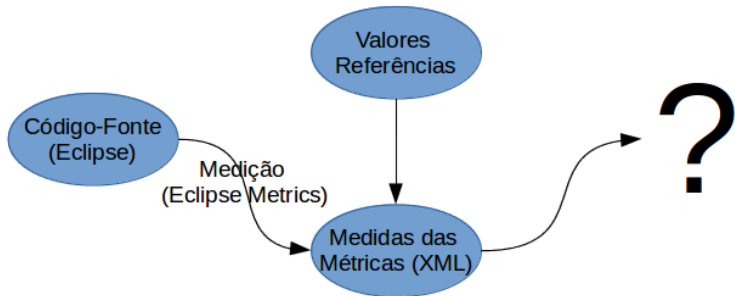 Valores
Referências
Código-Fonte
(Eclipse)
Medição
(Eclipse Metrics)
Medidas das
Métricas (XML)
?